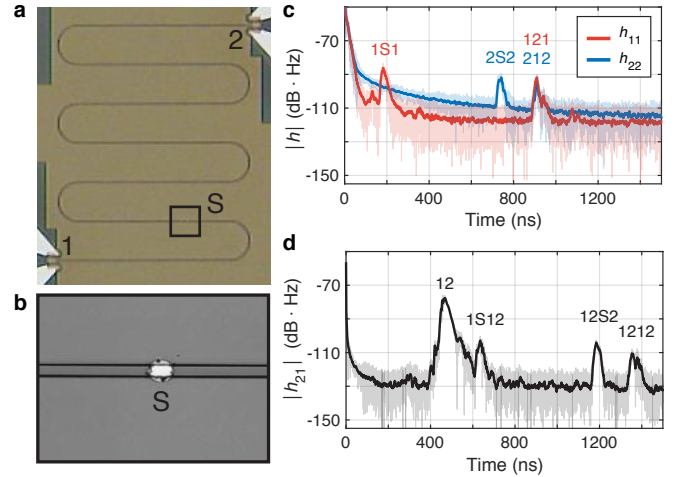 a
2
S
1
b
S
c
|h| (dB · Hz)
-70
-110
-150
1S1
2S2
121
212
h11
h22
0
400
800
1200
Time (ns)
d
|h21| (dB · Hz)
-70
-110
-150
12
1S12
12S2
1212
0
400
800
1200
Time (ns)